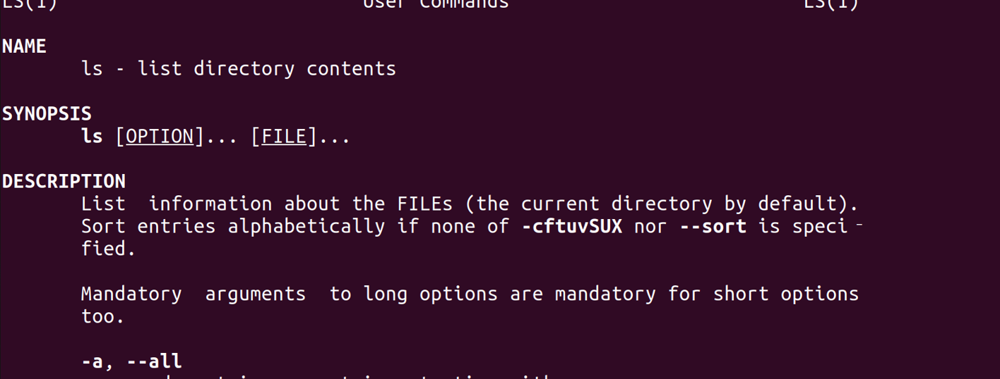 LS(1) User Commands LS(1)
NAME
ls - list directory contents
SYNOPSIS
ls [OPTION]... [FILE]...
DESCRIPTION
List  information about the FILEs (the current directory by default).
Sort entries alphabetically if none of -cftuvSUX nor --sort is speci‐
fied.
Mandatory  arguments  to long options are mandatory for short options
too.
-a, --all